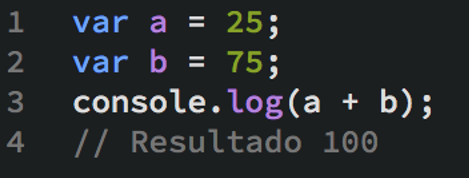 1 var a = 25;
2 var b = 75;
3 console.log(a + b);
4 // Resultado 100